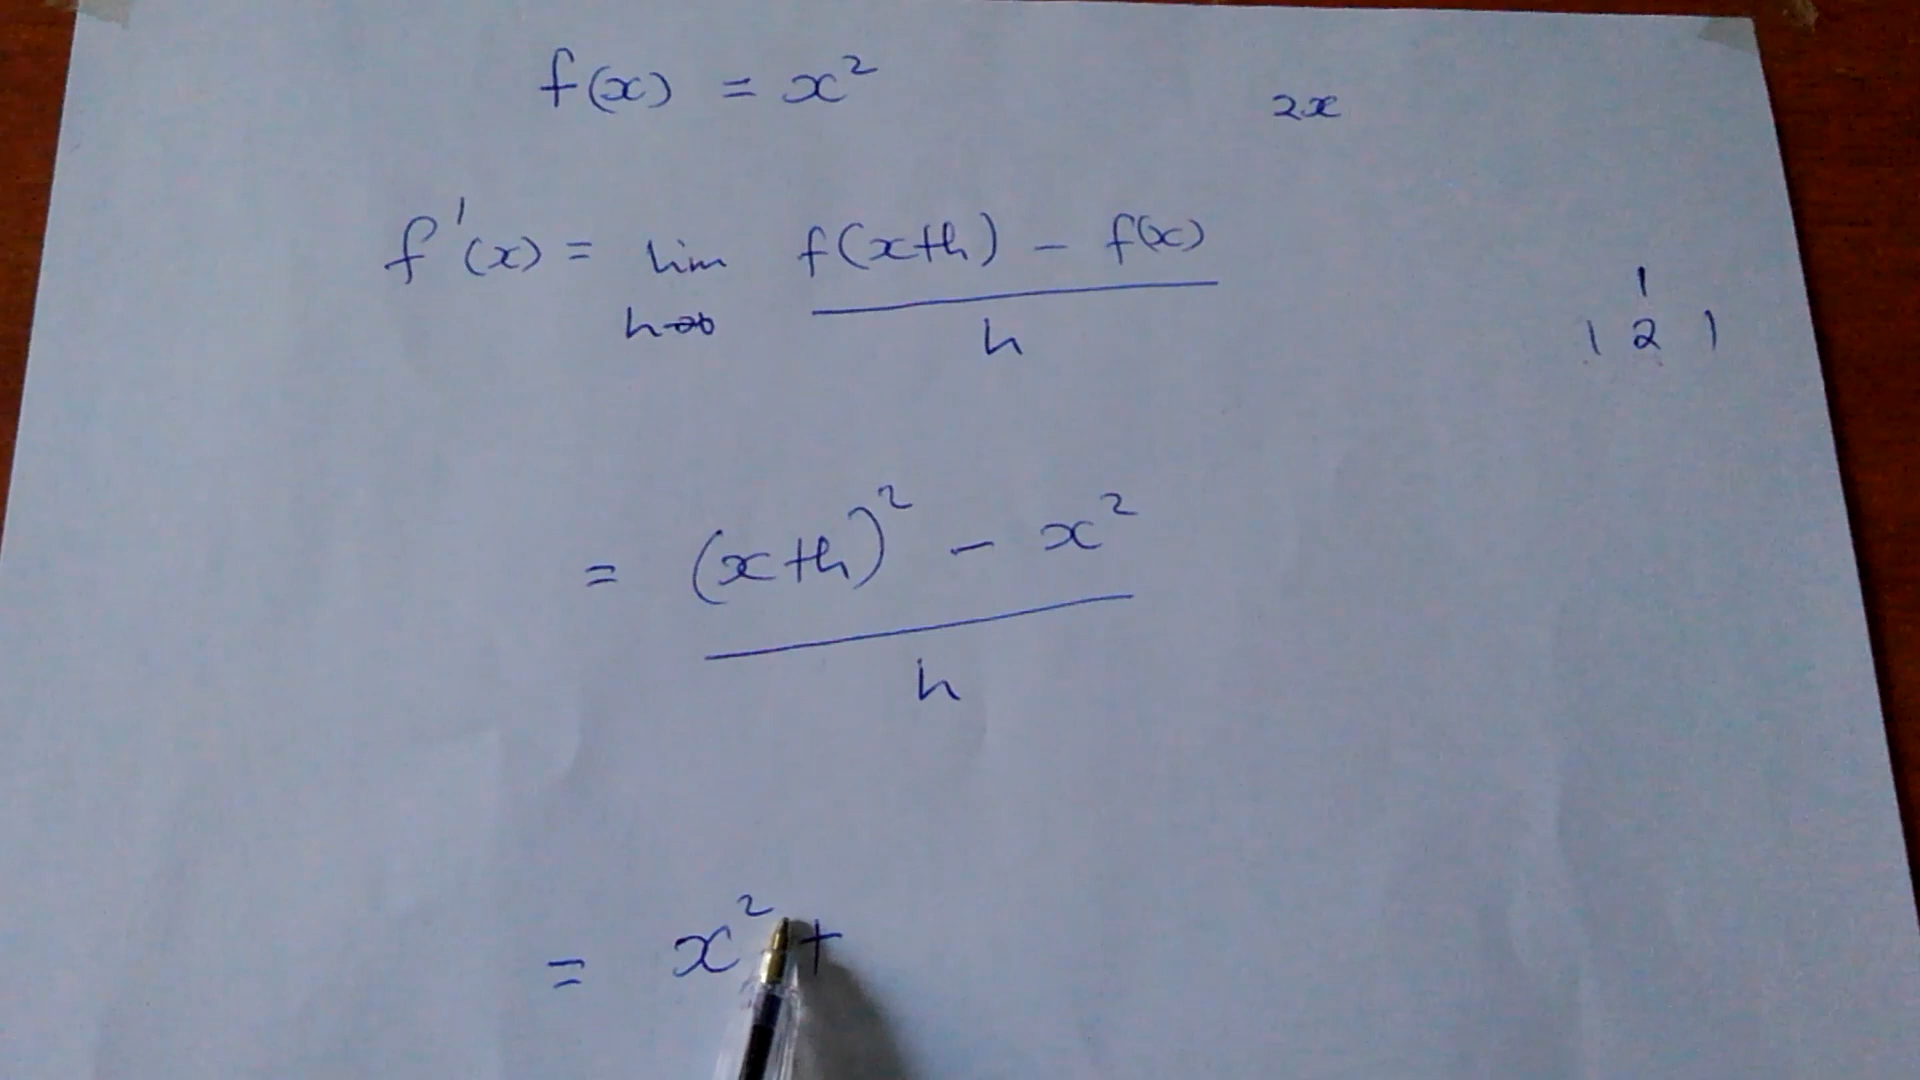 f(x) = x²
2x
f'(x) = lim f(x+h) - f(x)
h→0 h
1
1 2 1
= (x+h)² - x²
h
= x² +